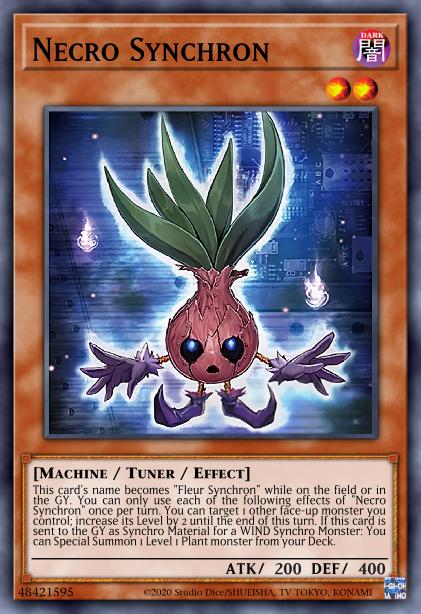 Necro Synchron
DARK
闇
[Machine / Tuner / Effect]
This card's name becomes "Fleur Synchron" while on the field or in
the GY. You can only use each of the following effects of "Necro
Synchron" once per turn. You can target 1 other face-up monster you
control; increase its Level by 2 until the end of this turn. If this card is
sent to the GY as Synchro Material for a WIND Synchro Monster: You
can Special Summon 1 Level 1 Plant monster from your Deck.
ATK/ 200 DEF/ 400
48421595
©2020 Studio Dice/SHUEISHA, TV TOKYO, KONAMI